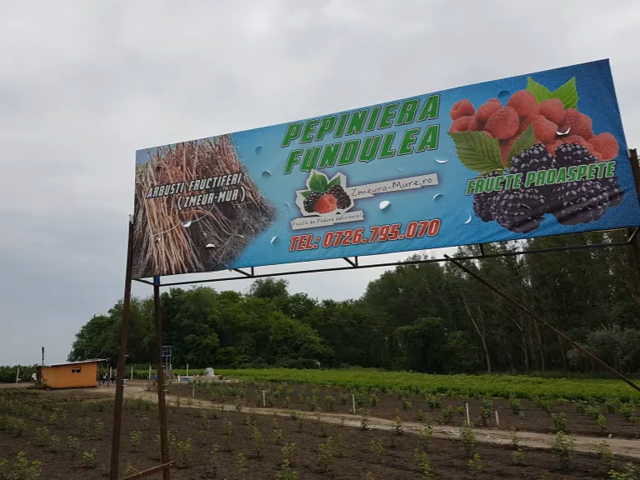 PEPINIERA
FUNDULEA
ARBUSTI FRUCTIFERI
(ZMEUR-MUR)
Zmeura-Mure.ro
FRUCTE PROASPETE
TEL: 0726.795.070